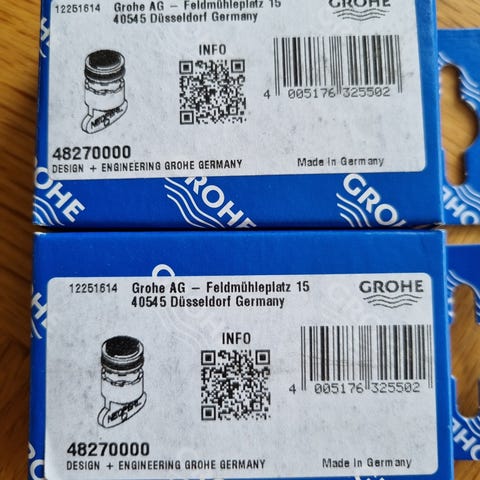 12251614 Grohe AG – Feldmühleplatz 15
40545 Düsseldorf Germany
GROHE
INFO
4 005176 325502
48270000
DESIGN + ENGINEERING GROHE GERMANY
Made in Germany
GROHE
GROHE
GROHE
12251614 Grohe AG – Feldmühleplatz 15
40545 Düsseldorf Germany
GROHE
INFO
4 005176 325502
48270000
DESIGN + ENGINEERING GROHE GERMANY
Made in Germany